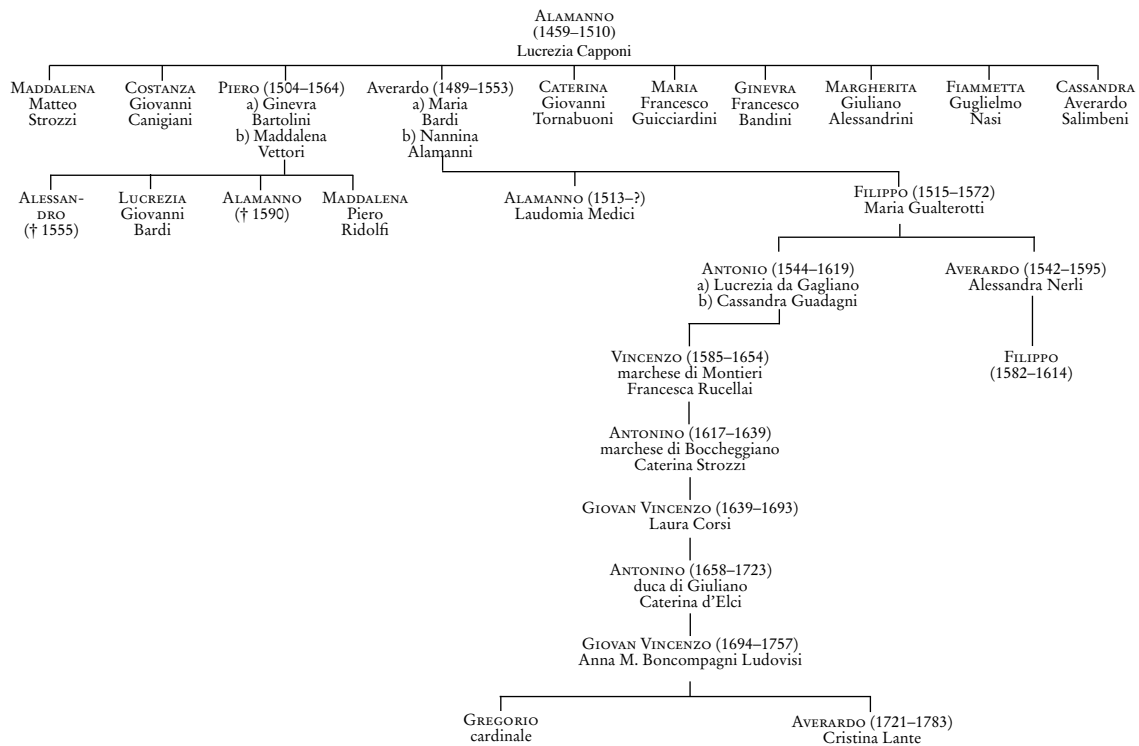 ALAMANNO
(1459–1510)
Lucrezia Capponi
MADDALENA
Matteo
Strozzi
COSTANZA
Giovanni
Canigiani
PIERO (1504–1564)
a) Ginevra
Bartolini
b) Maddalena
Vettori
Averardo (1489–1553)
a) Maria
Bardi
b) Nannina
Alamanni
CATERINA
Giovanni
Tornabuoni
MARIA
Francesco
Guicciardini
GINEVRA
Francesco
Bandini
MARGHERITA
Giuliano
Alessandrini
FIAMMETTA
Guglielmo
Nasi
CASSANDRA
Averardo
Salimbeni
ALESSAN-
DRO
(† 1555)
LUCREZIA
Giovanni
Bardi
ALAMANNO
(† 1590)
MADDALENA
Piero
Ridolfi
ALAMANNO (1513–?)
Laudomia Medici
FILIPPO (1515–1572)
Maria Gualterotti
ANTONIO (1544–1619)
a) Lucrezia da Gagliano
b) Cassandra Guadagni
AVERARDO (1542–1595)
Alessandra Nerli
VINCENZO (1585–1654)
marchese di Montieri
Francesca Rucellai
FILIPPO
(1582–1614)
ANTONINO (1617–1639)
marchese di Boccheggiano
Caterina Strozzi
GIOVAN VINCENZO (1639–1693)
Laura Corsi
ANTONINO (1658–1723)
duca di Giuliano
Caterina d'Elci
GIOVAN VINCENZO (1694–1757)
Anna M. Boncompagni Ludovisi
GREGORIO
cardinale
AVERARDO (1721–1783)
Cristina Lante